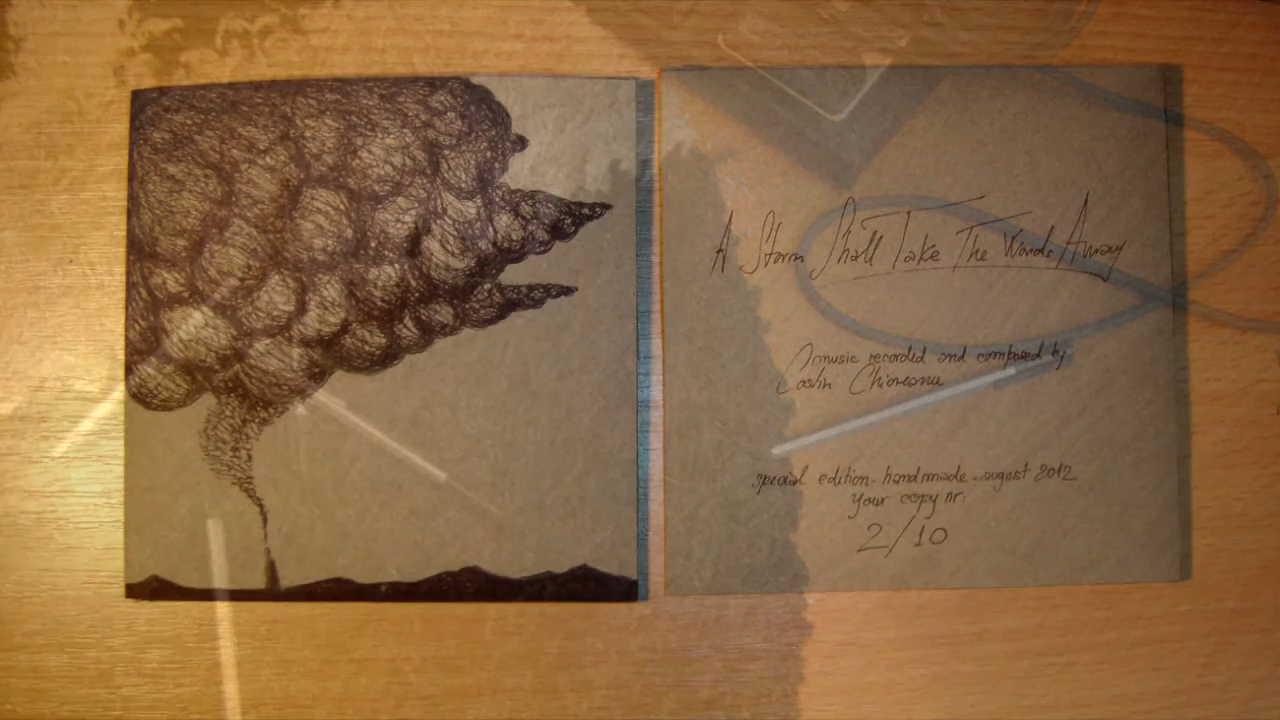 A Storm Shall Take The Words Away
music recorded and composed by
Costin Chioreanu
special edition - handmade - august 2012
Your copy nr:
2/10